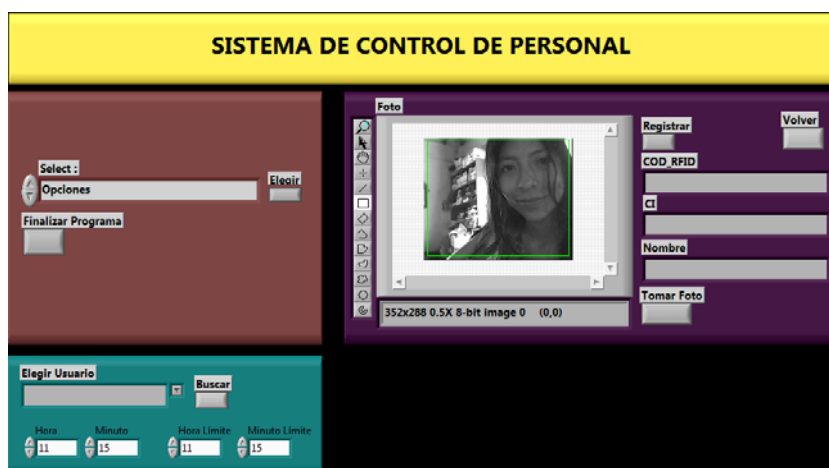 SISTEMA DE CONTROL DE PERSONAL
Select :
Opciones
Elegir
Finalizar Programa
Foto
352x288 0.5X 8-bit image 0 (0,0)
Registrar
Volver
COD_RFID
CI
Nombre
Tomar Foto
Elegir Usuario
Buscar
Hora
Minuto
Hora Límite
Minuto Límite
11
15
11
15